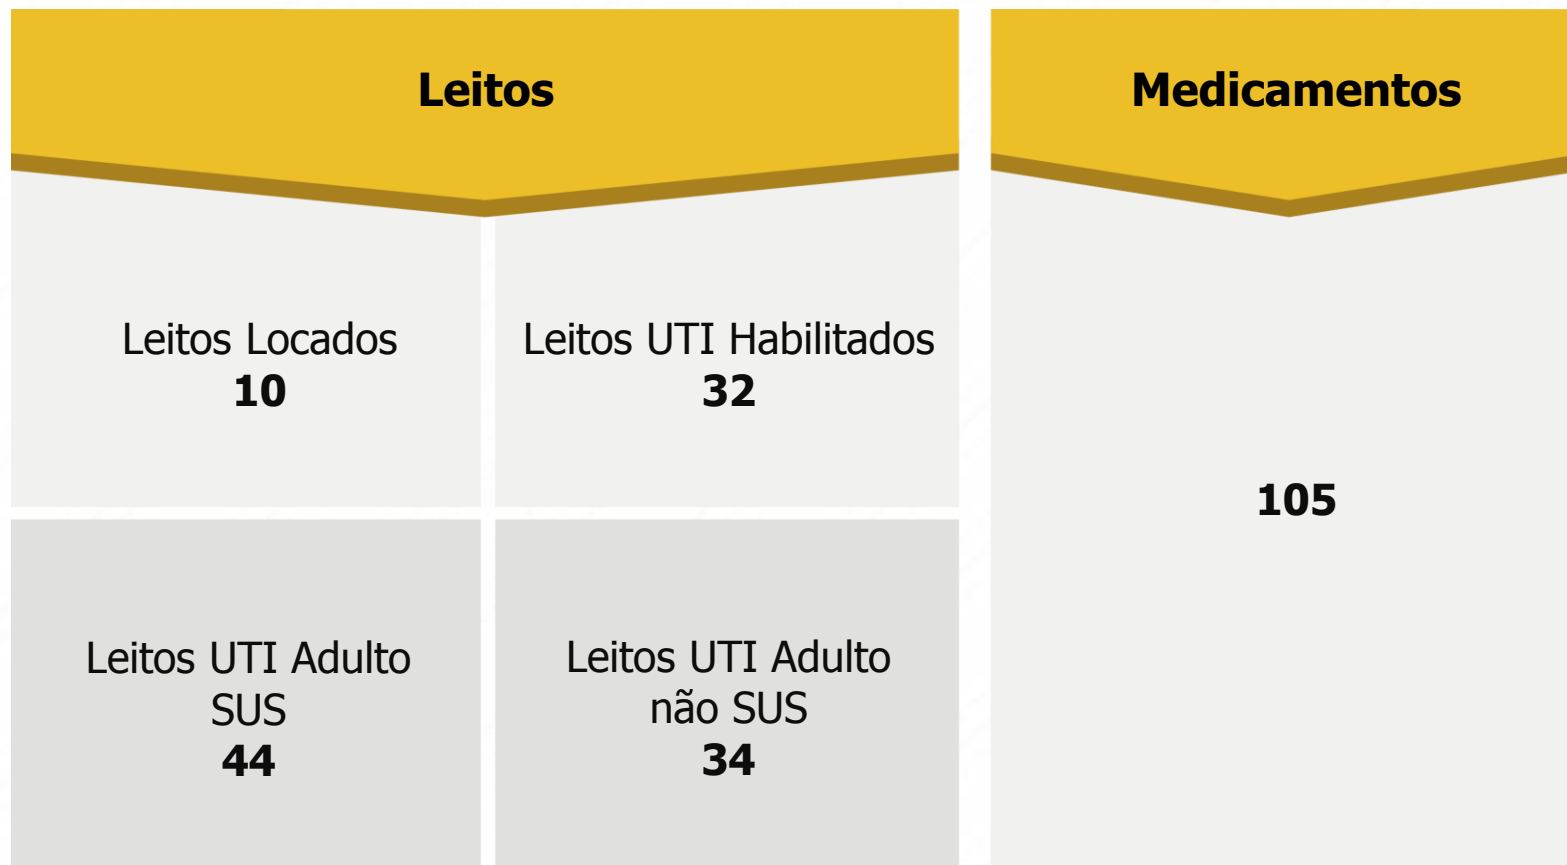 Leitos
Leitos Locados
10
Leitos UTI Habilitados
32
Leitos UTI Adulto
SUS
44
Leitos UTI Adulto
não SUS
34
Medicamentos
105